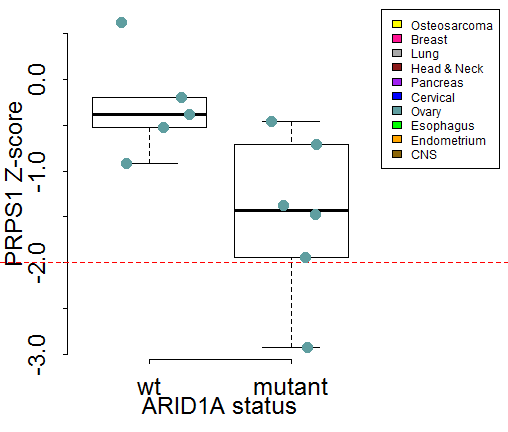 Osteosarcoma
Breast
Lung
Head & Neck
Pancreas
Cervical
Ovary
Esophagus
Endometrium
CNS
PRPS1 Z-score
0.0
-1.0
-2.0
-3.0
wt mutant
ARID1A status